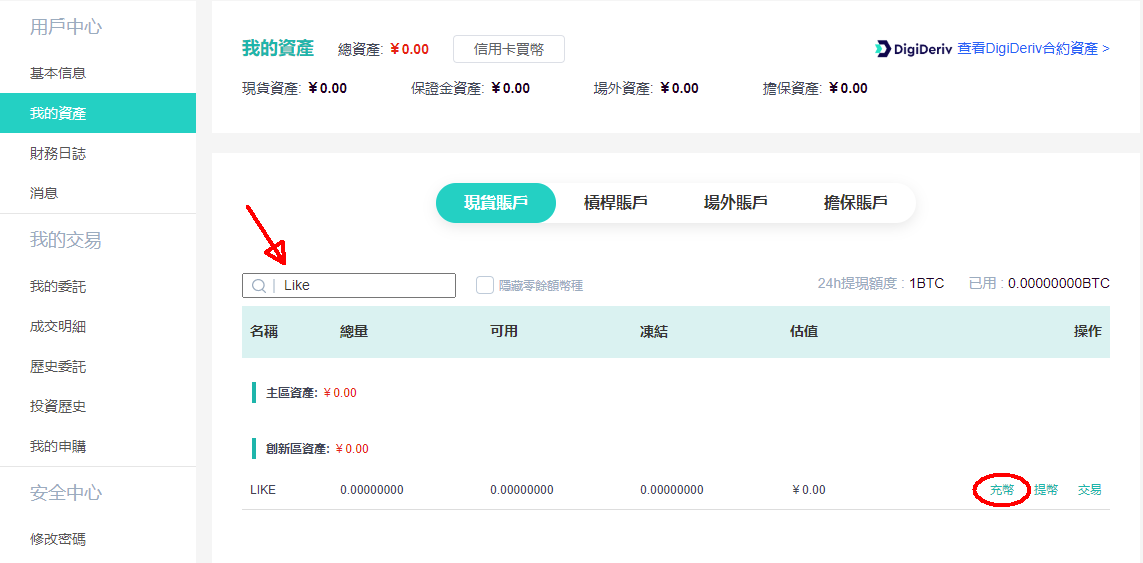 用戶中心
基本信息
我的資產
財務日誌
消息
我的交易
我的委託
成交明細
歷史委託
投資歷史
我的申購
安全中心
修改密碼
我的資產 總資產: ¥0.00 信用卡買幣 DigiDeriv 查看DigiDeriv合約資產 >
現貨資產: ¥0.00 保證金資產: ¥0.00 場外資產: ¥0.00 擔保資產: ¥0.00
現貨賬戶 槓桿賬戶 場外賬戶 擔保賬戶
Like 隱藏零餘額幣種 24h提現額度 : 1BTC 已用 : 0.00000000BTC
名稱 總量 可用 凍結 估值 操作
主區資產: ¥0.00
創新區資產: ¥0.00
LIKE 0.00000000 0.00000000 0.00000000 ¥0.00 充幣 提幣 交易